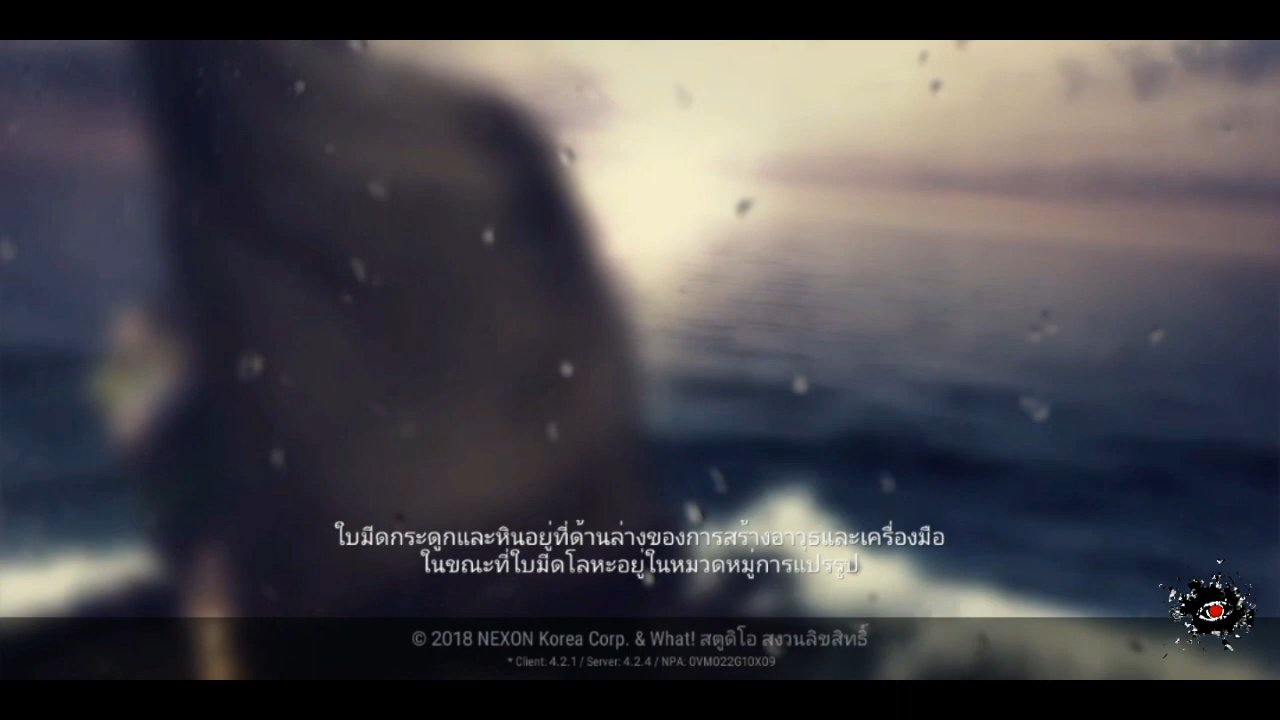 ใบมีดกระดูกและหินอยู่ที่ด้านล่างของการสร้างอาวุธและเครื่องมือ
ในขณะที่ใบมีดโลหะอยู่ในหมวดหมู่การแปรรูป
© 2018 NEXON Korea Corp. & What! สตูดิโอ สงวนลิขสิทธิ์
* Client: 4.2.1 / Server: 4.2.4 / NPA: 0VM022G10X09